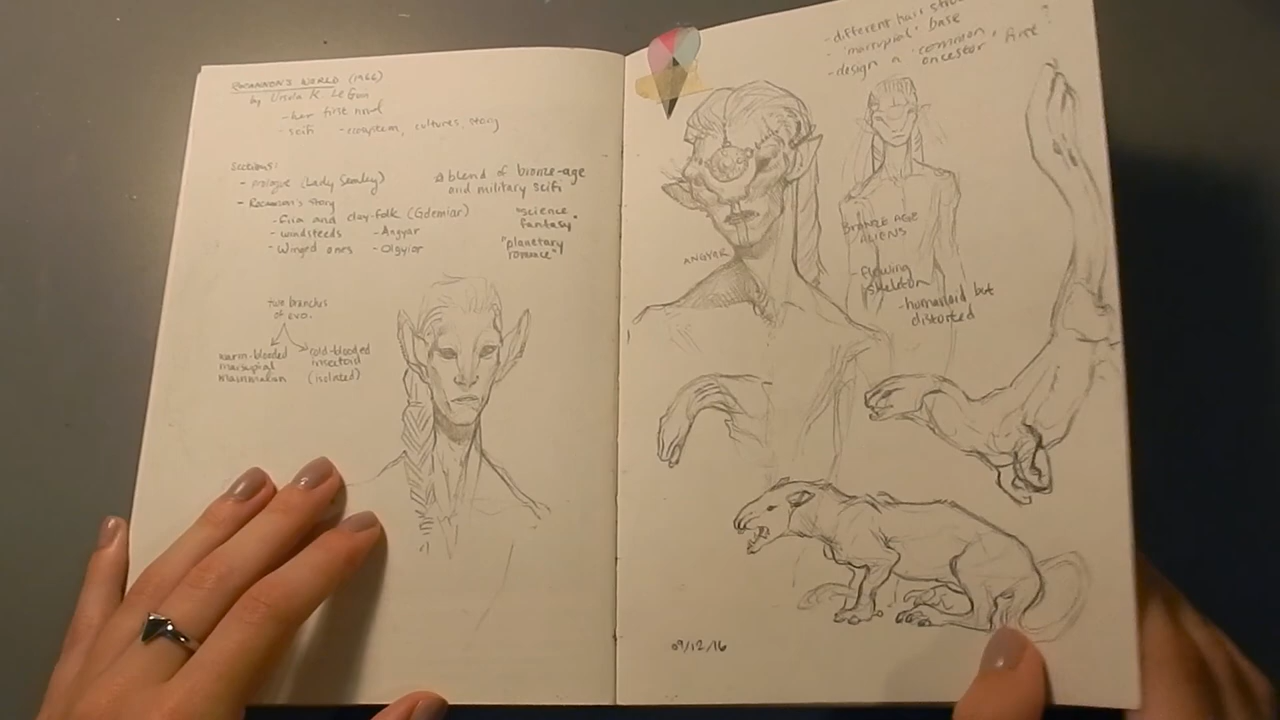 ROCANNON'S WORLD (1966)
by Ursula K. Le Guin
- her first novel
- scifi - ecosystem, cultures, story
Sections:
- prologue (Lady Semley)
- Rocannon's story
- Fiia and clay-folk (Gdemiar)
- windsteeds - Angyar
- Winged ones - Olgyior
blend of bronze-age
and military scifi
"science
fantasy"
"planetary
romance"
two branches
of evo.
warm-blooded
marsupial
mammalian
cold-blooded
insectoid
(isolated)
- different hair
- 'marsupial' base
- design a 'common
ancestor' first
ANGYAR
BRONZE AGE
ALIENS
- flowing
skeleton
- humanoid but
distorted
09/12/16